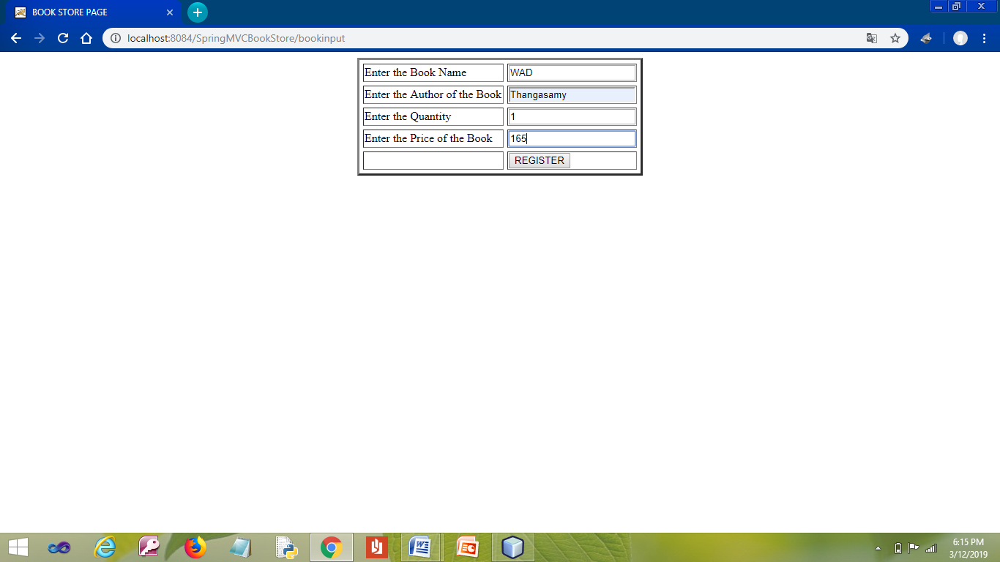 BOOK STORE PAGE
localhost:8084/SpringMVCBookStore/bookinput
Enter the Book Name WAD
Enter the Author of the Book Thangasamy
Enter the Quantity 1
Enter the Price of the Book 165
REGISTER
6:15 PM
3/12/2019